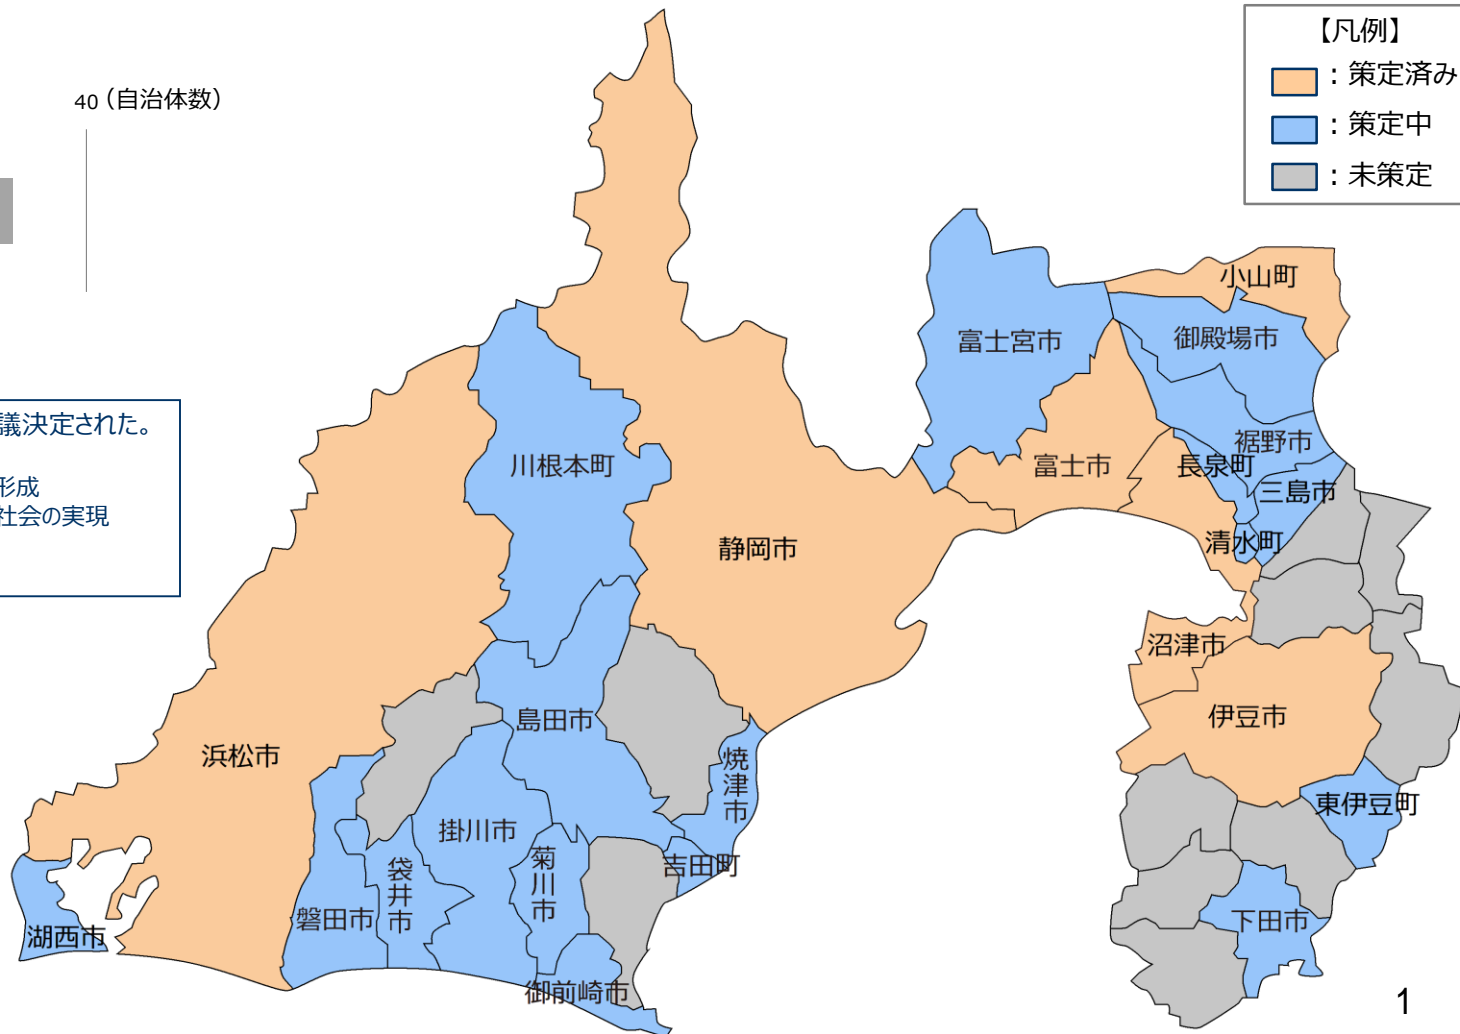 40（自治体数）
【凡例】
：策定済み
：策定中
：未策定
議決定された。
形成
社会の実現
小山町
富士宮市
御殿場市
裾野市
川根本町
富士市
長泉町
三島市
静岡市
清水町
沼津市
島田市
伊豆市
浜松市
焼津市
東伊豆町
掛川市
菊川市
吉田町
袋井市
磐田市
下田市
湖西市
御前崎市
1